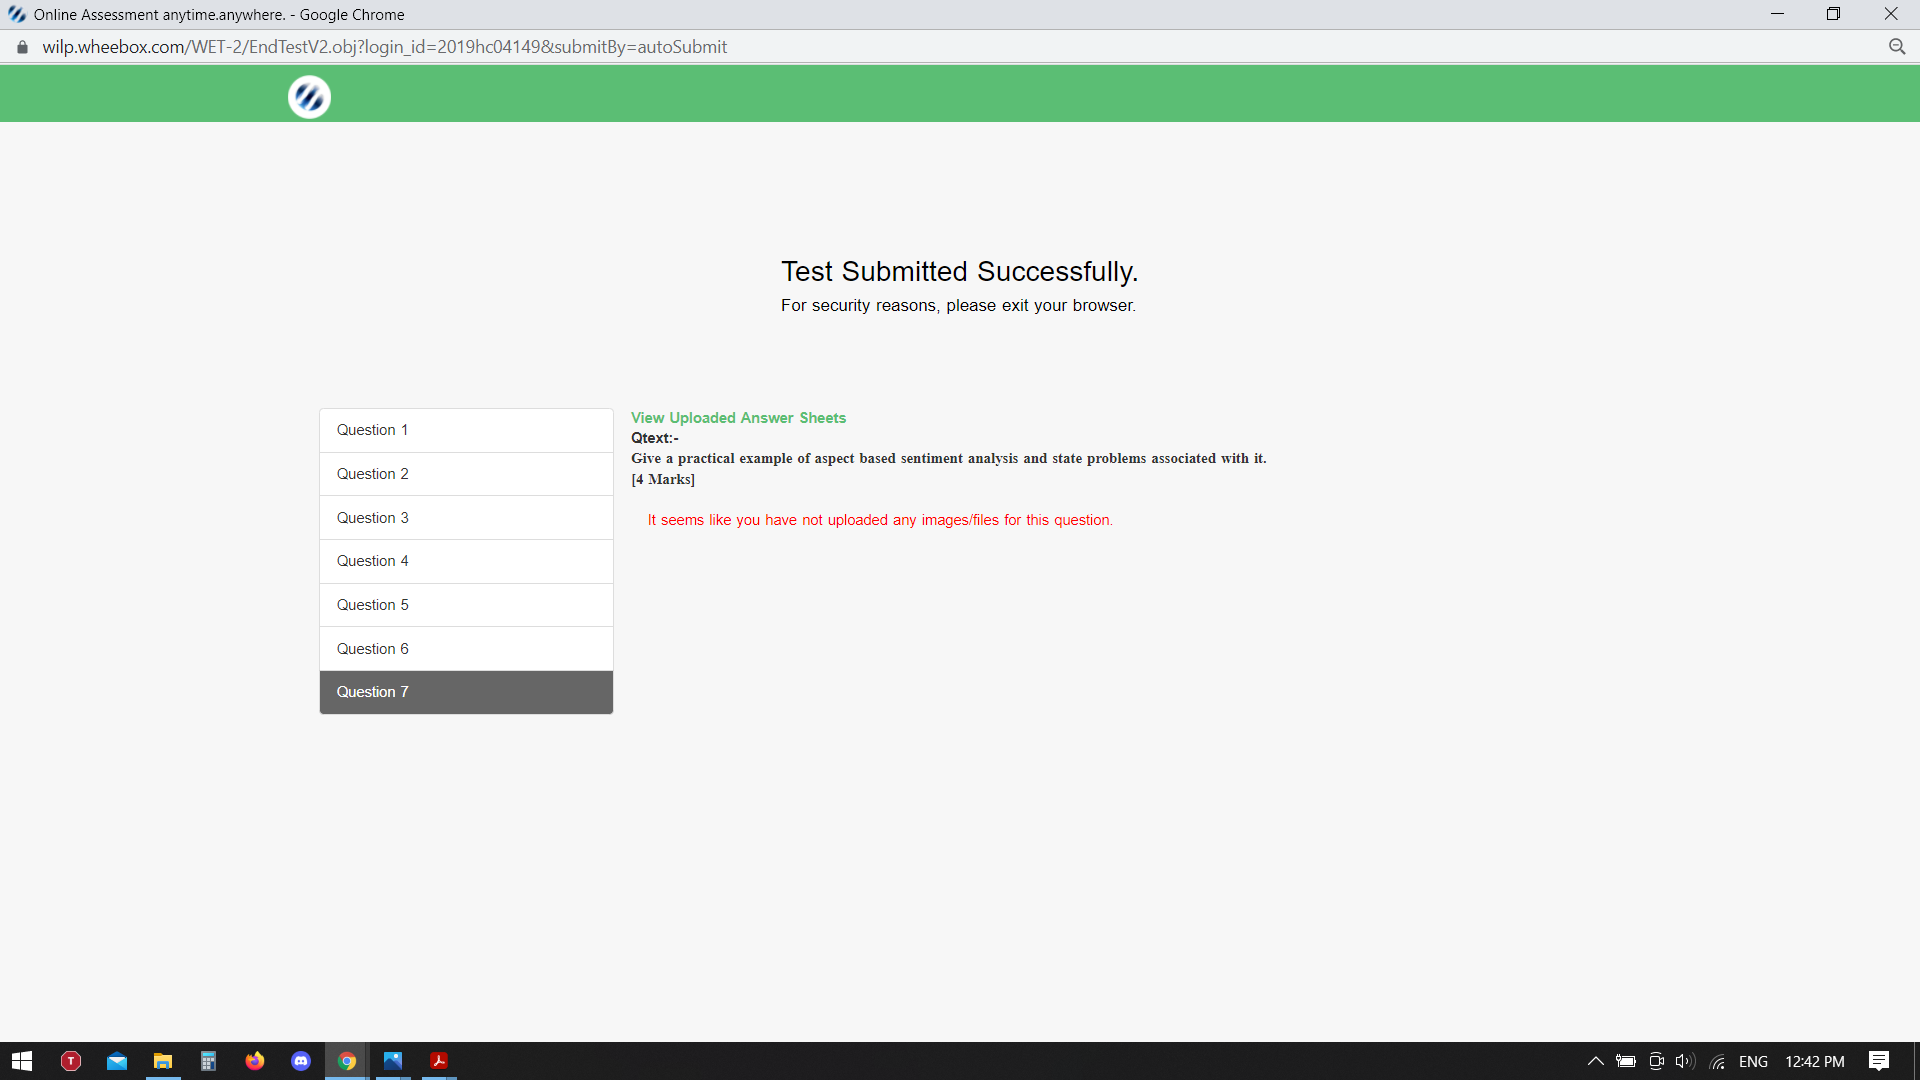 Online Assessment anytime.anywhere. - Google Chrome
wilp.wheebox.com/WET-2/EndTestV2.obj?login_id=2019hc04149&submitBy=autoSubmit
Test Submitted Successfully.
For security reasons, please exit your browser.
Question 1
Question 2
Question 3
Question 4
Question 5
Question 6
Question 7
View Uploaded Answer Sheets
Qtext:-
Give a practical example of aspect based sentiment analysis and state problems associated with it.
[4 Marks]
It seems like you have not uploaded any images/files for this question.
T
ENG
12:42 PM